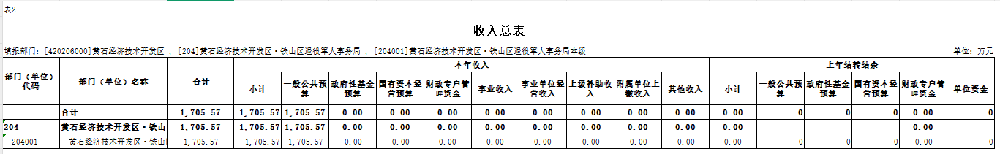 表2
收入总表
填报部门：[420206000]黄石经济技术开发区 , [204]黄石经济技术开发区·铁山区退役军人事务局 , [204001]黄石经济技术开发区·铁山区退役军人事务局本级 单位：万元
部门（单位）代码 部门（单位）名称 合计 本年收入 上年结转结余
小计 一般公共预算 政府性基金预算 国有资本经营预算 财政专户管理资金 事业收入 事业单位经营收入 上级补助收入 附属单位上缴收入 其他收入 小计 一般公共预算 政府性基金预算 国有资本经营预算 财政专户管理资金 单位资金
合计 1,705.57 1,705.57 1,705.57 0.00 0.00 0.00 0.00 0.00 0.00 0.00 0.00 0.00 0 0 0 0.00 0
204 黄石经济技术开发区·铁山 1,705.57 1,705.57 1,705.57 0.00 0.00 0.00 0.00 0.00 0.00 0.00 0.00 0.00 0.00
204001 黄石经济技术开发区·铁山 1,705.57 1,705.57 1,705.57 0.00 0.00 0.00 0.00 0.00 0.00 0.00 0.00 0.00 0 0 0 0.00 0